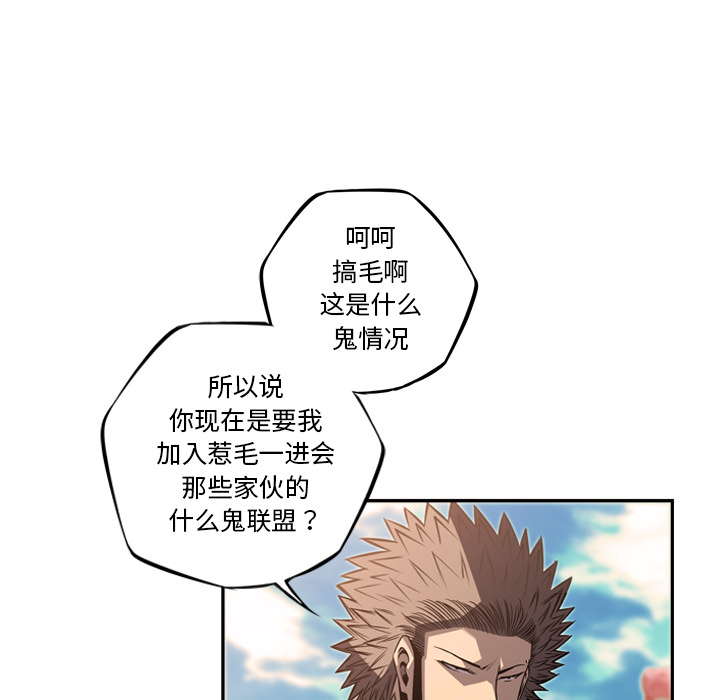 呵呵
搞毛啊
这是什么
鬼情况
所以说
你现在是要我
加入惹毛一进会
那些家伙的
什么鬼联盟？